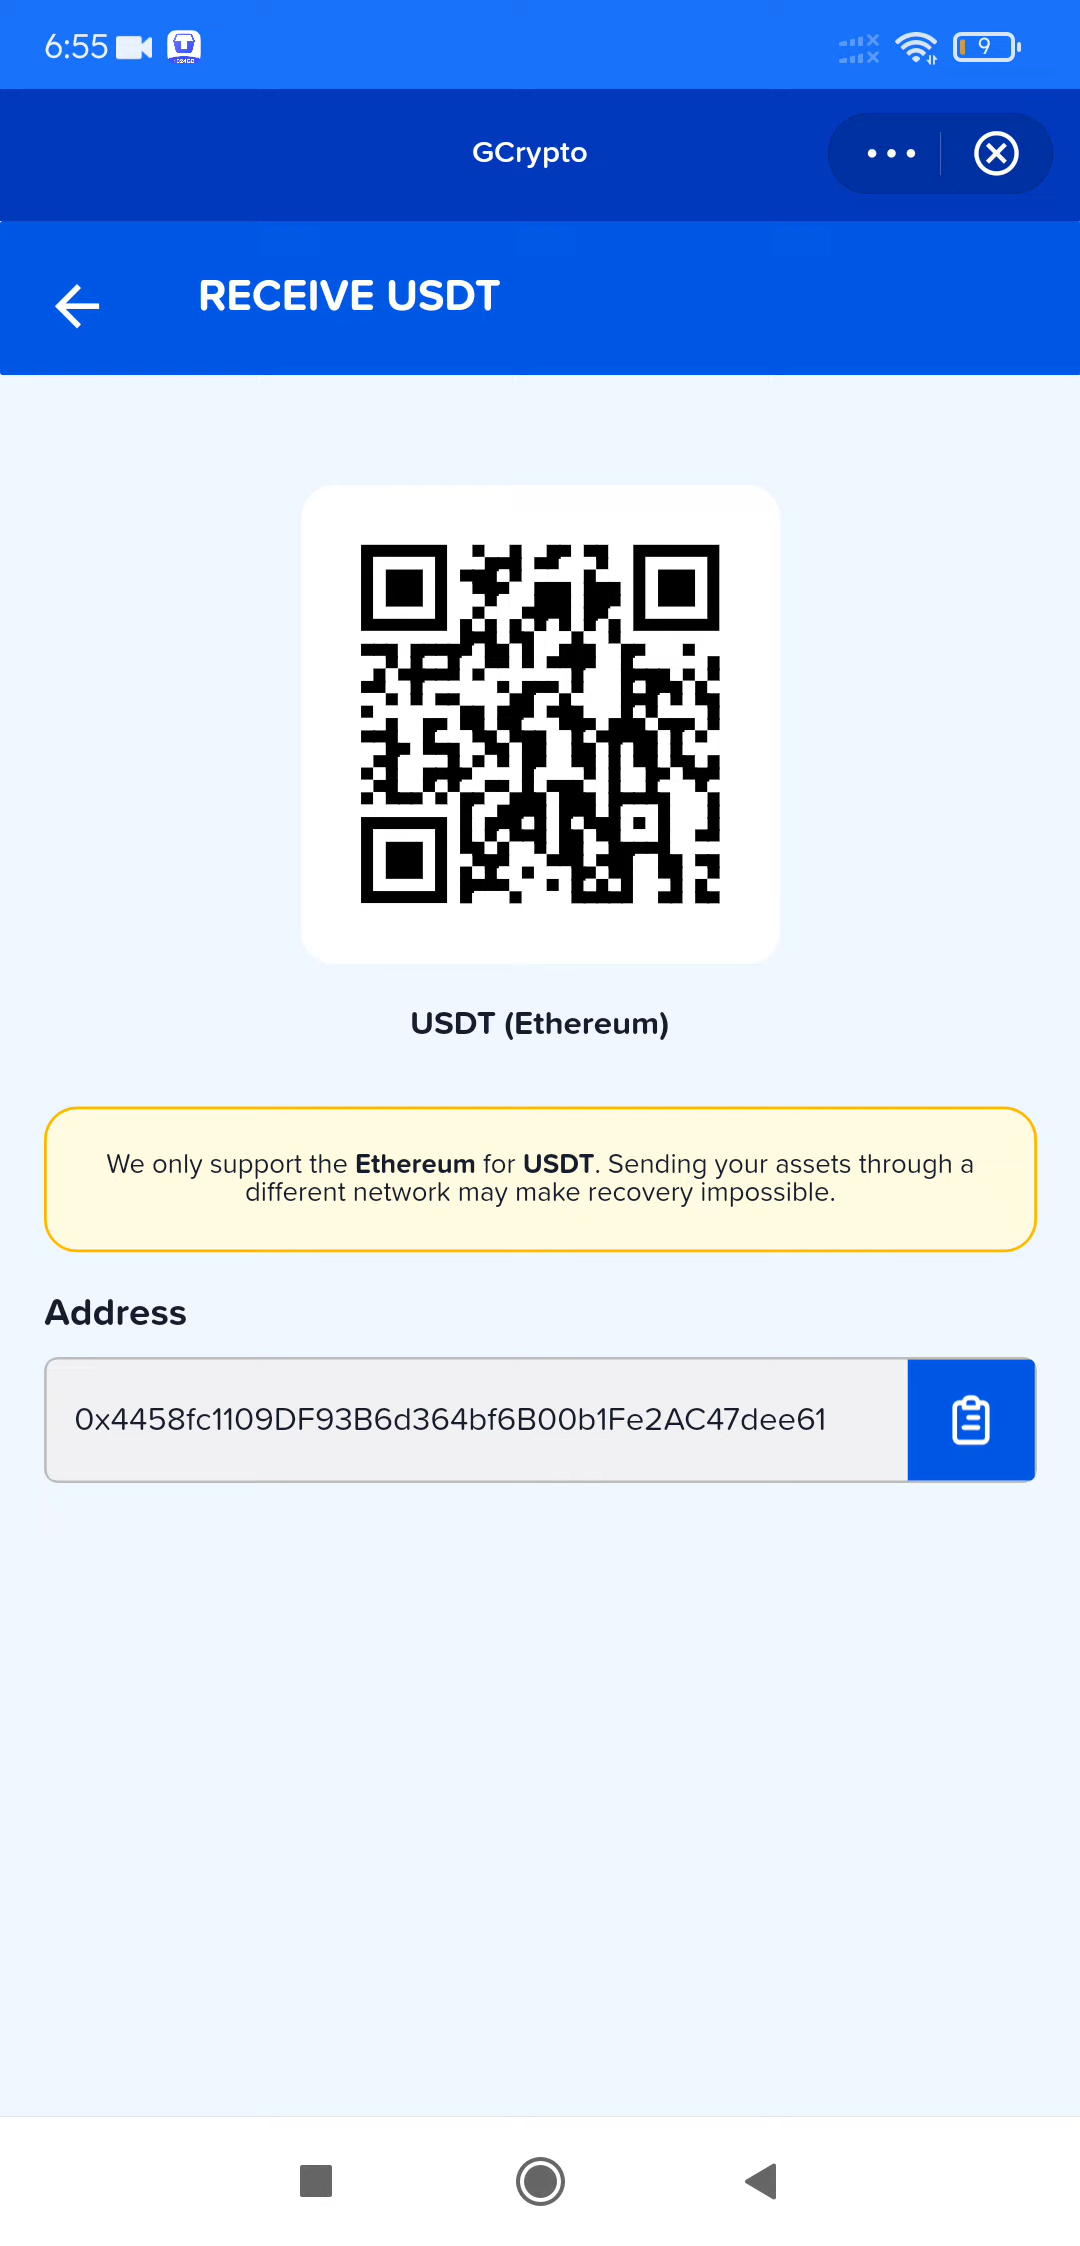 6:55
9
GCrypto
RECEIVE USDT
USDT (Ethereum)
We only support the Ethereum for USDT. Sending your assets through a
different network may make recovery impossible.
Address
0x4458fc1109DF93B6d364bf6B00b1Fe2AC47dee61